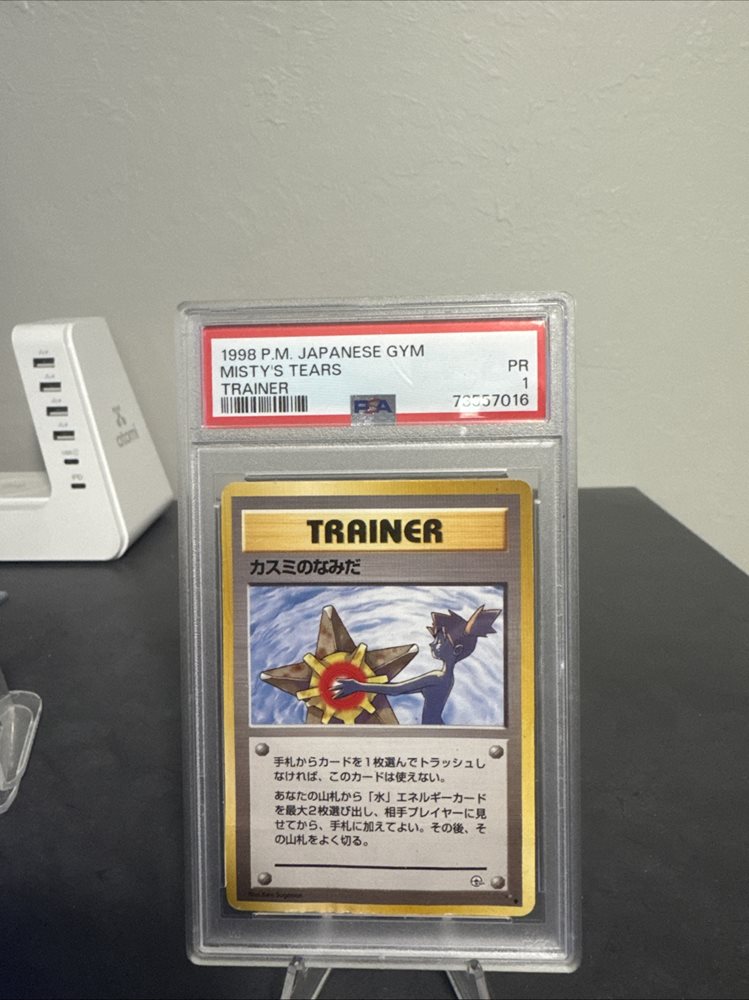 1998 P.M. JAPANESE GYM
MISTY'S TEARS
TRAINER
PR
1
PSA
TRAINER
カスミのなみだ
手札からカードを1枚選んでトラッシュし
なければ、このカードは使えない。
あなたの山札から「水」エネルギーカード
を最大2枚選び出し、相手プレイヤーに見
せてから、手札に加えてよい。その後、そ
の山札をよく切る。
atomi